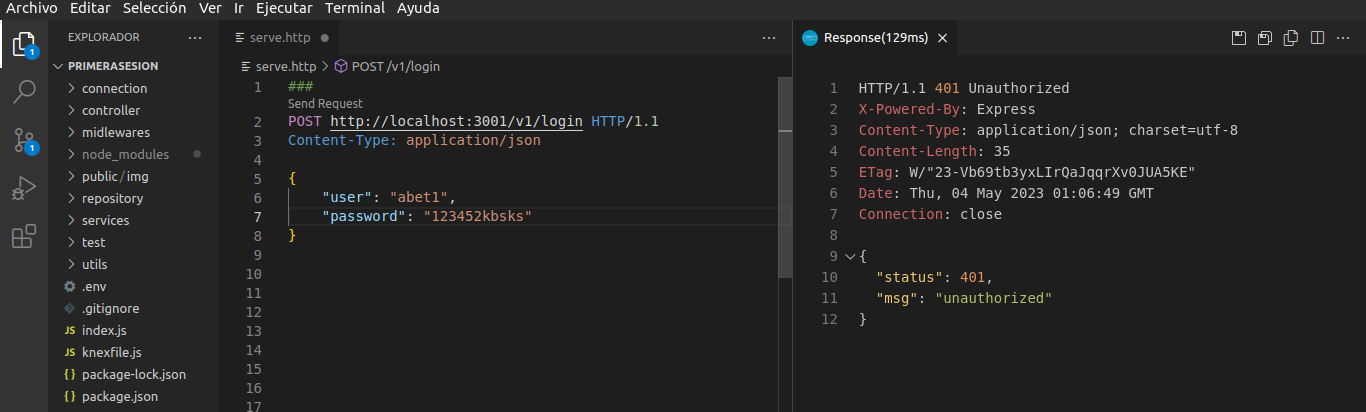 Archivo Editar Selección Ver Ir Ejecutar Terminal Ayuda
EXPLORADOR ···
PRIMERASESION
connection
controller
midlewares
node_modules
public/img
repository
services
test
utils
.env
.gitignore
JS index.js
JS knexfile.js
{} package-lock.json
{} package.json
1
1
serve.http ···
serve.http > POST /v1/login
1 ###
Send Request
2 POST http://localhost:3001/v1/login HTTP/1.1
3 Content-Type: application/json
4
5 {
6 "user": "abet1",
7 "password": "123452kbsks"
8 }
9
10
11
12
13
14
15
16
17
Response(129ms) × ···
1 HTTP/1.1 401 Unauthorized
2 X-Powered-By: Express
3 Content-Type: application/json; charset=utf-8
4 Content-Length: 35
5 ETag: W/"23-Vb69tb3yxLIrQaJqqrXv0JUA5KE"
6 Date: Thu, 04 May 2023 01:06:49 GMT
7 Connection: close
8
9 {
10 "status": 401,
11 "msg": "unauthorized"
12 }